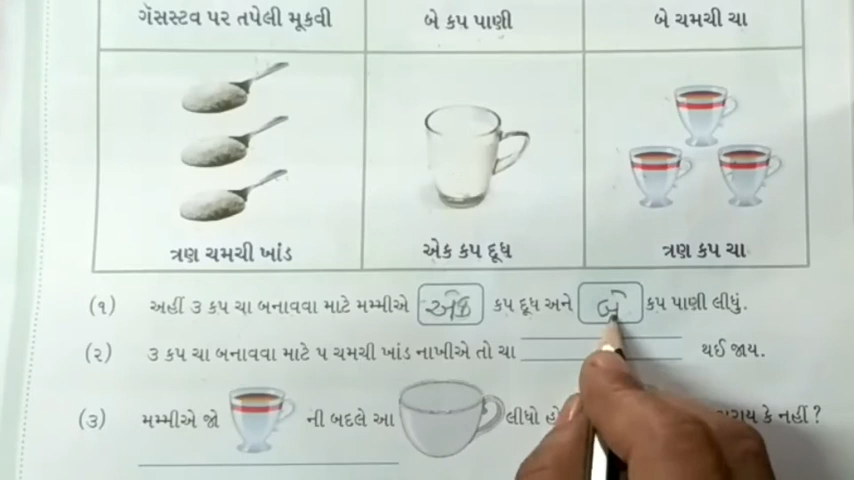 ગૅસસ્ટવ પર તપેલી મૂકવી બે કપ પાણી બે ચમચી ચા
ત્રણ ચમચી ખાંડ એક કપ દૂધ ત્રણ કપ ચા
(૧) અહીં ૩ કપ ચા બનાવવા માટે મમ્મીએ એક કપ દૂધ અને બે કપ પાણી લીધું.
(૨) ૩ કપ ચા બનાવવા માટે ૫ ચમચી ખાંડ નાખીએ તો ચા થઈ જાય.
(૩) મમ્મીએ જો ની બદલે આ લીધો કે નહીં ?